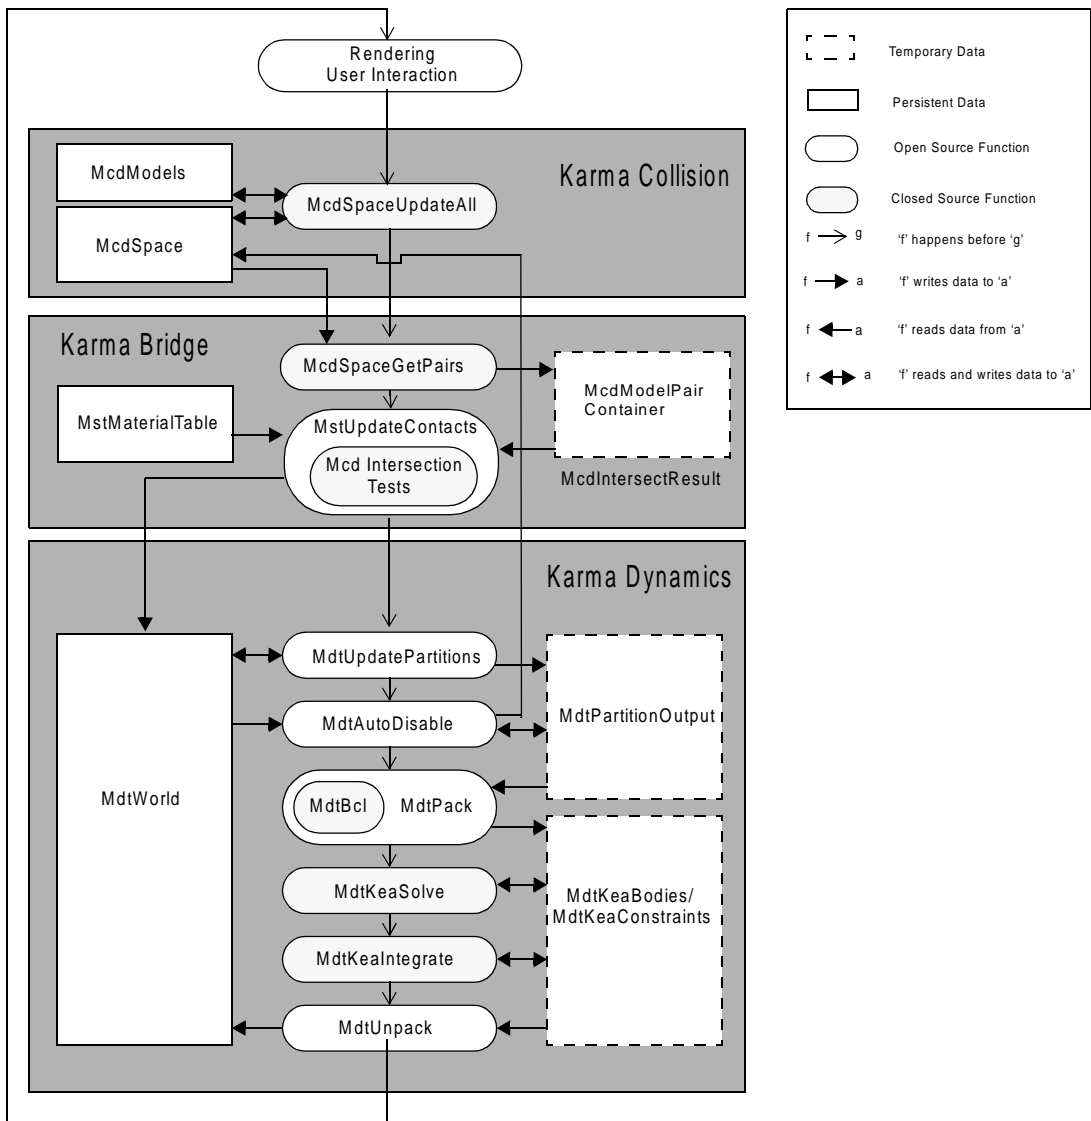 Rendering
User Interaction
Karma Collision
McdModels
McdSpaceUpdateAll
McdSpace
Karma Bridge
McdSpaceGetPairs
McdModelPair
Container
MstMaterialTable
MstUpdateContacts
Mcd Intersection
Tests
McdIntersectResult
Karma Dynamics
MdtUpdatePartitions
MdtAutoDisable
MdtPartitionOutput
MdtWorld
MdtBcl
MdtPack
MdtKeaSolve
MdtKeaBodies/
MdtKeaConstraints
MdtKeaIntegrate
MdtUnpack
Temporary Data
Persistent Data
Open Source Function
Closed Source Function
f g ‘f’ happens before ‘g’
f a ‘f’ writes data to ‘a’
f a ‘f’ reads data from ‘a’
f a ‘f’ reads and writes data to ‘a’